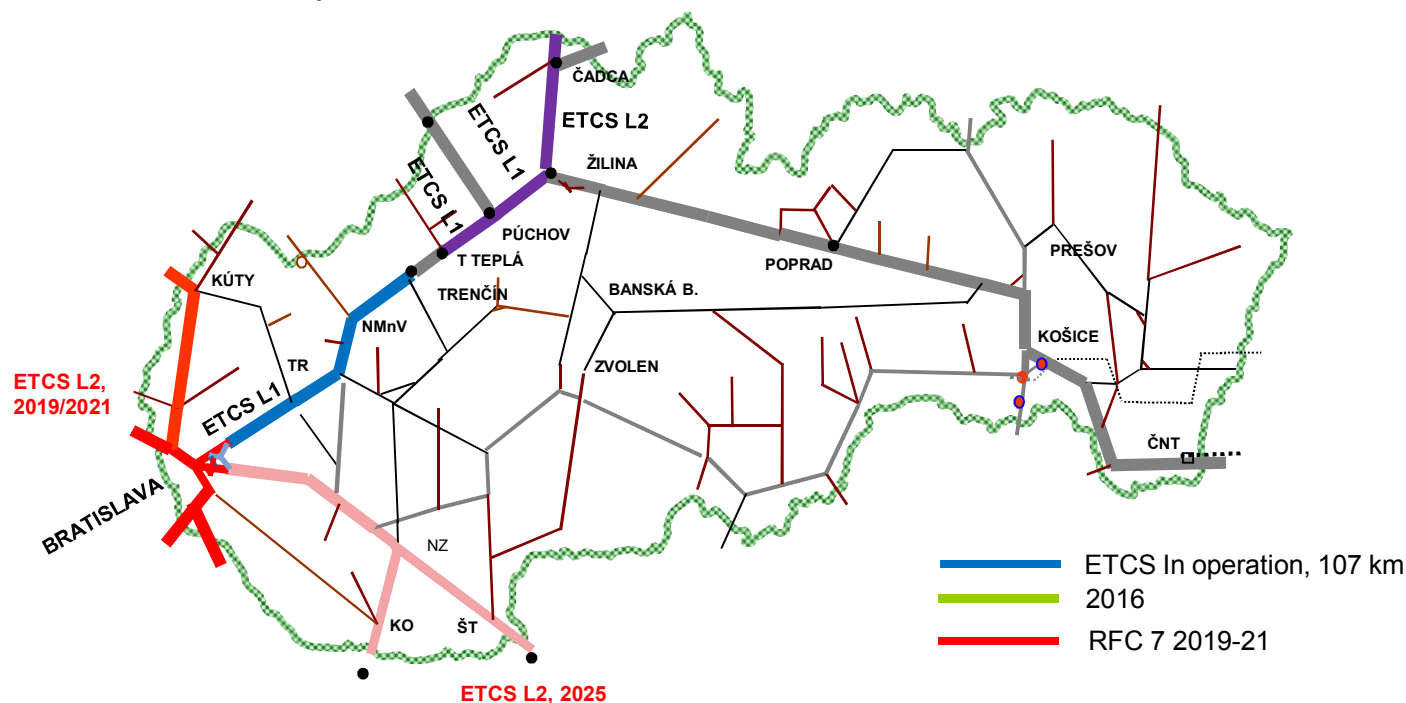 ČADCA
ETCS L1
ETCS L2
ETCS L1
ŽILINA
PÚCHOV
PREŠOV
T TEPLÁ
POPRAD
KÚTY
TRENČÍN
BANSKÁ B.
NMnV
KOŠICE
TR
ZVOLEN
ETCS L2,
2019/2021
ETCS L1
ČNT
BRATISLAVA
NZ
ETCS In operation, 107 km
2016
KO
ŠT
RFC 7 2019-21
ETCS L2, 2025